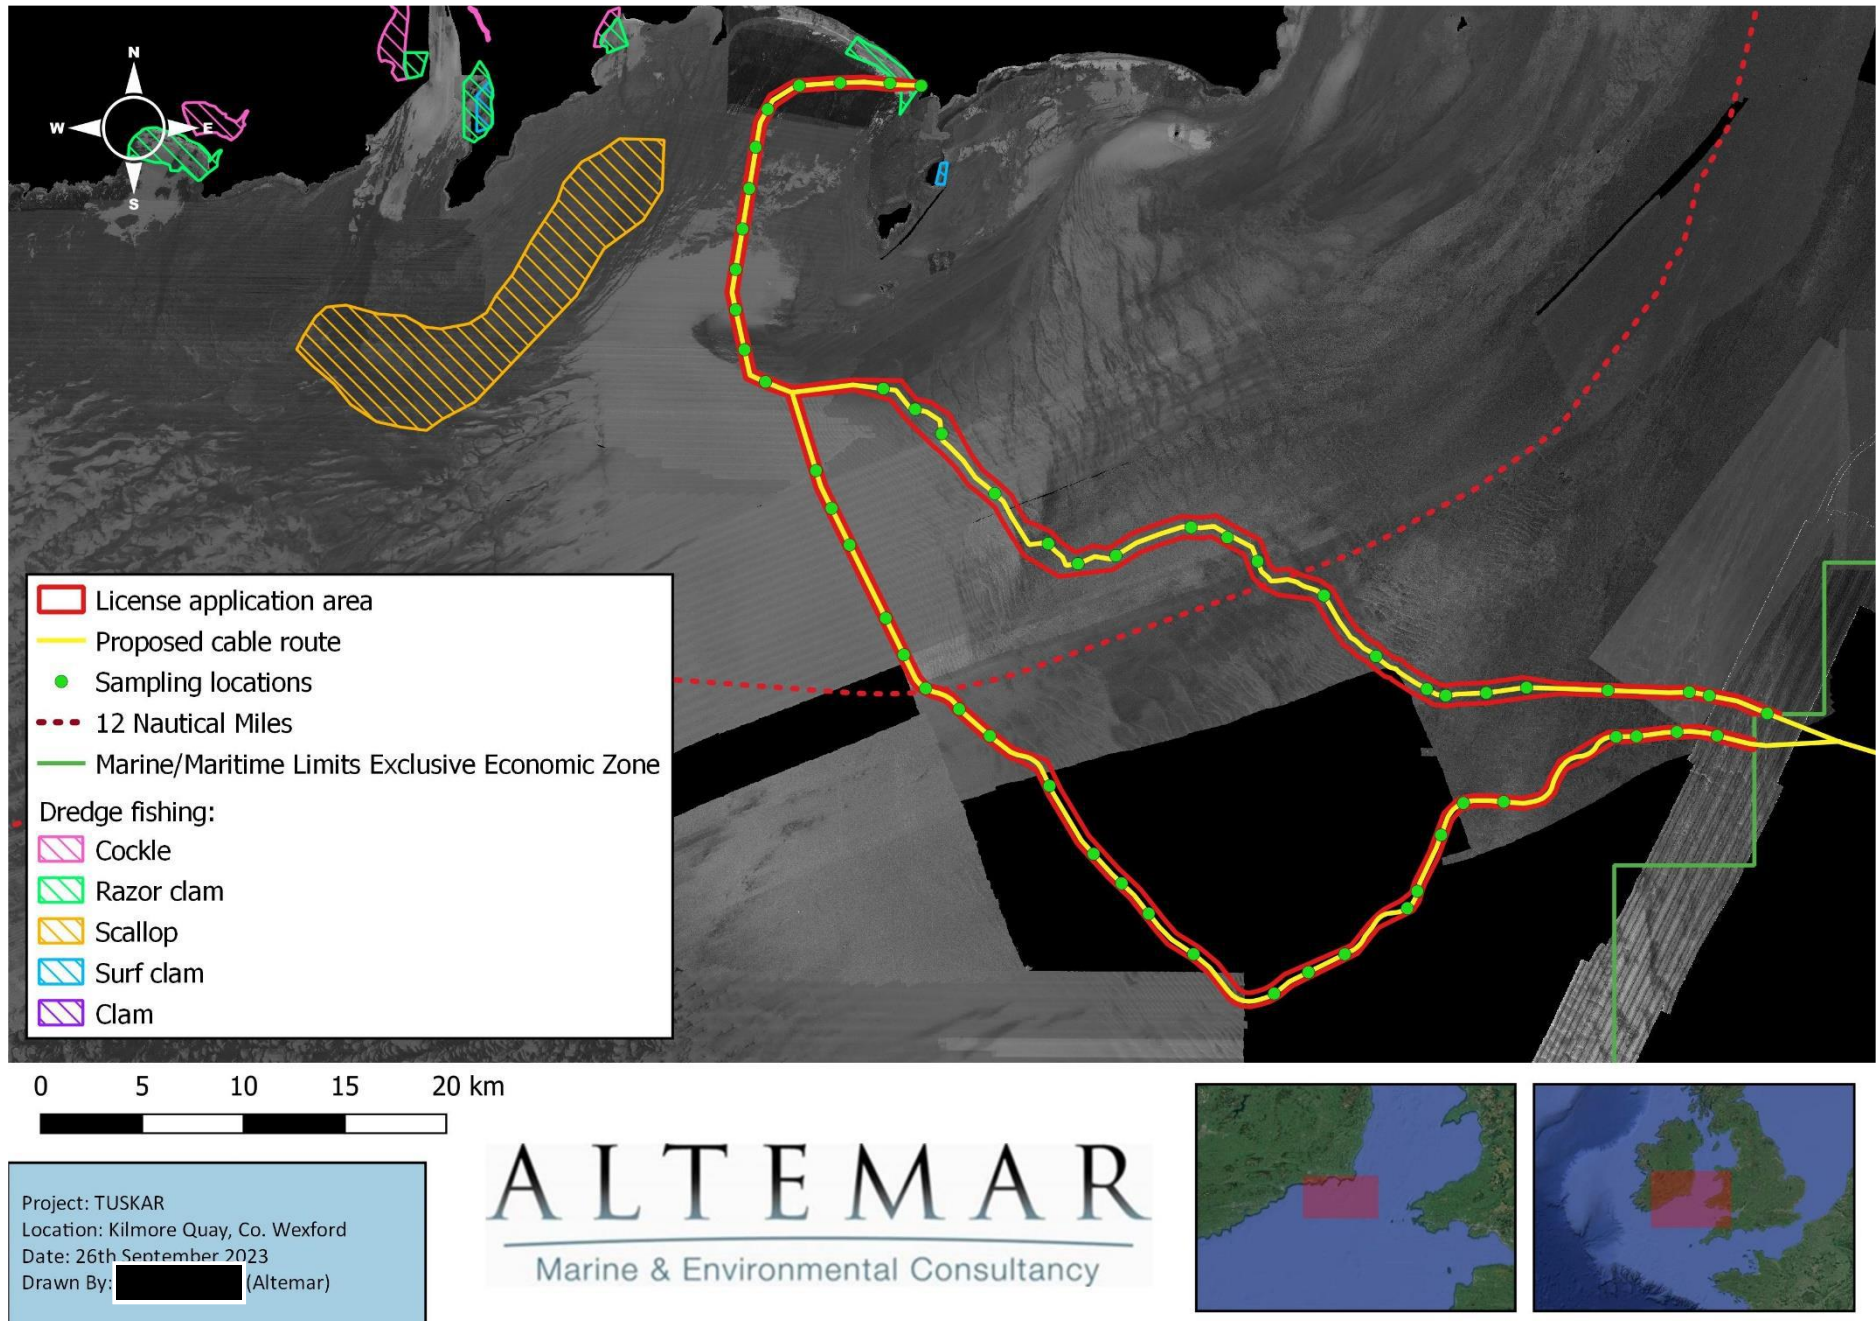 N
W E
S
License application area
Proposed cable route
Sampling locations
12 Nautical Miles
Marine/Maritime Limits Exclusive Economic Zone
Dredge fishing:
Cockle
Razor clam
Scallop
Surf clam
Clam
0 5 10 15 20 km
Project: TUSKAR
Location: Kilmore Quay, Co. Wexford
Date: 26th September 2023
Drawn By: (Altemar)
ALTEMAR
Marine & Environmental Consultancy